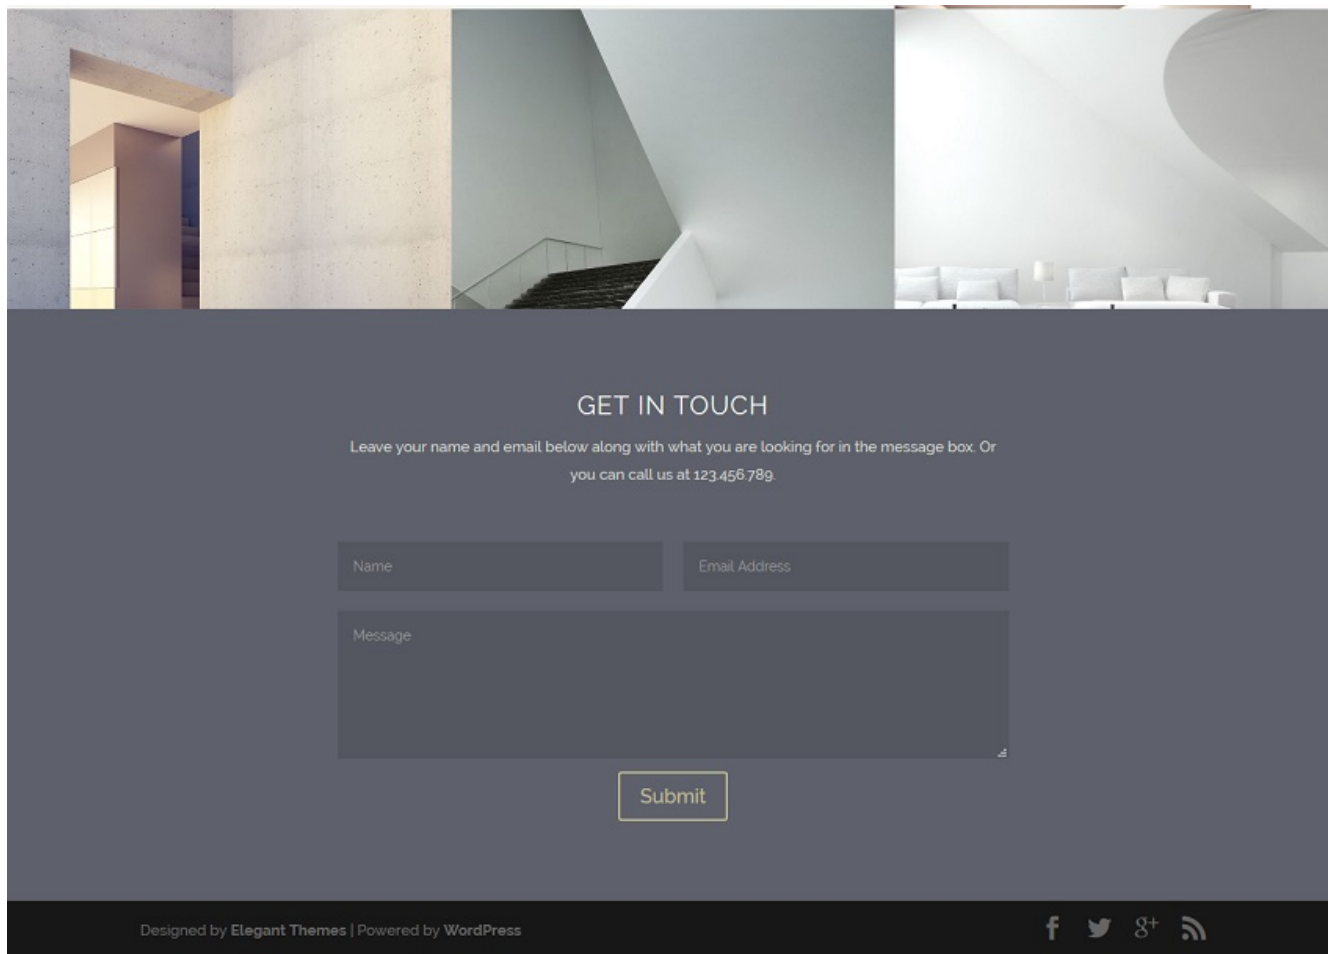 GET IN TOUCH
Leave your name and email below along with what you are looking for in the message box. Or
you can call us at 123.456.789.
Name
Email Address
Message
Submit
Designed by Elegant Themes | Powered by WordPress